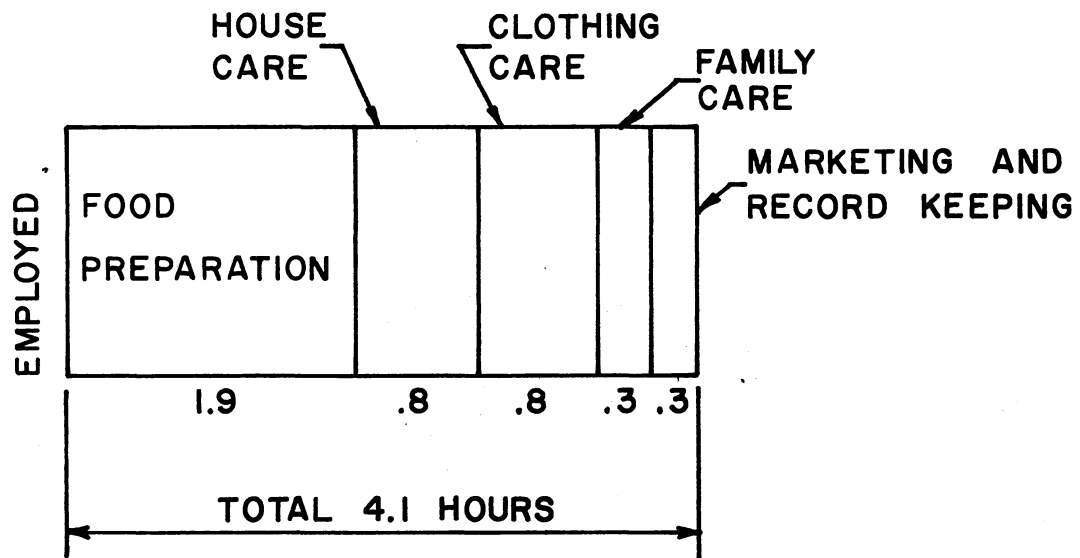 HOUSE
CARE
CLOTHING
CARE
FAMILY
CARE
MARKETING AND
RECORD KEEPING
EMPLOYED
FOOD
PREPARATION
1.9 .8 .8 .3 .3
TOTAL 4.1 HOURS